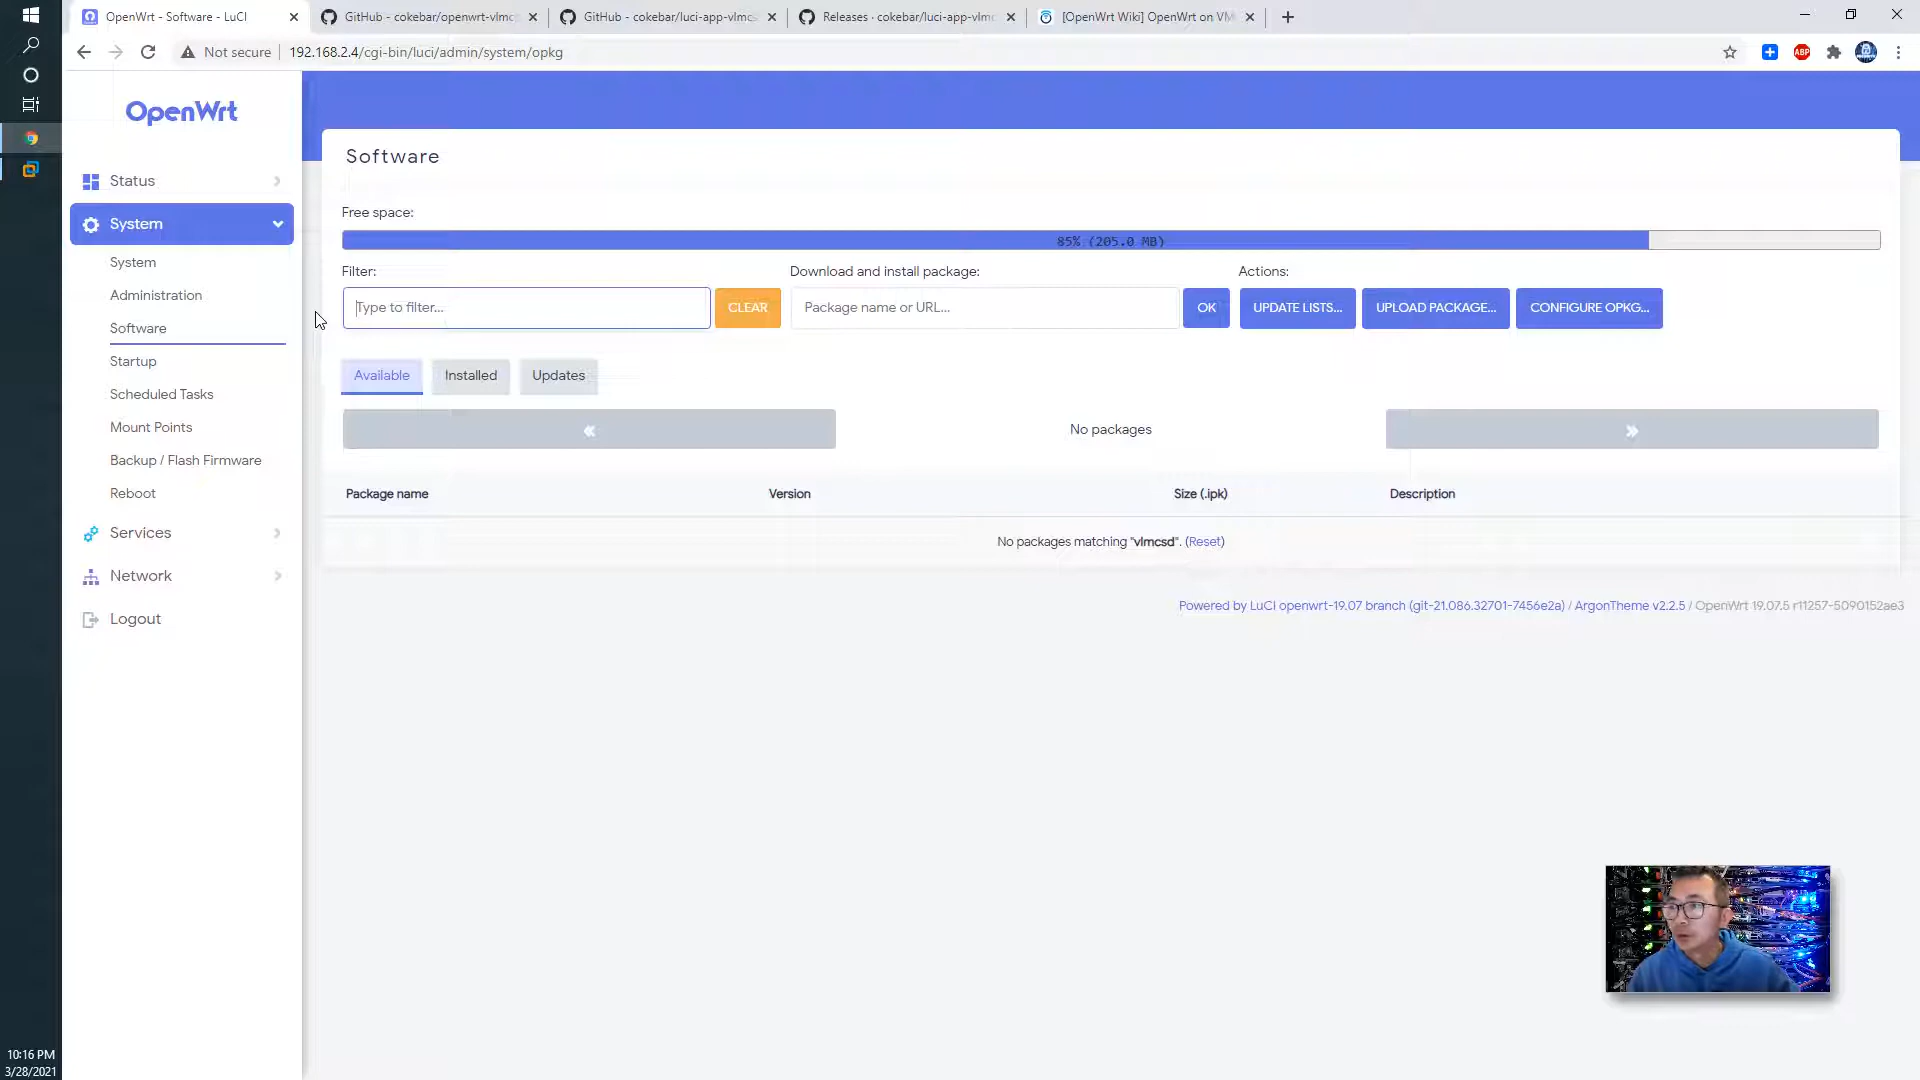 OpenWrt - Software - LuCI
GitHub - cokebar/openwrt-vlmc
GitHub - cokebar/luci-app-vlmc
Releases · cokebar/luci-app-vlmc
[OpenWrt Wiki] OpenWrt on VM
Not secure
192.168.2.4/cgi-bin/luci/admin/system/opkg
ABP
OpenWrt
Status
System
System
Administration
Software
Startup
Scheduled Tasks
Mount Points
Backup / Flash Firmware
Reboot
Services
Network
Logout
Software
Free space:
85% (205.0 MB)
Filter:
Download and install package:
Actions:
Type to filter...
CLEAR
Package name or URL...
OK
UPDATE LISTS...
UPLOAD PACKAGE...
CONFIGURE OPKG...
Available
Installed
Updates
«
No packages
»
Package name
Version
Size (.ipk)
Description
No packages matching "vlmcsd". (Reset)
Powered by LuCI openwrt-19.07 branch (git-21.086.32701-7456e2a) / ArgonTheme v2.2.5 / OpenWrt 19.07.5 r11257-5090152ae3
10:16 PM
3/28/2021